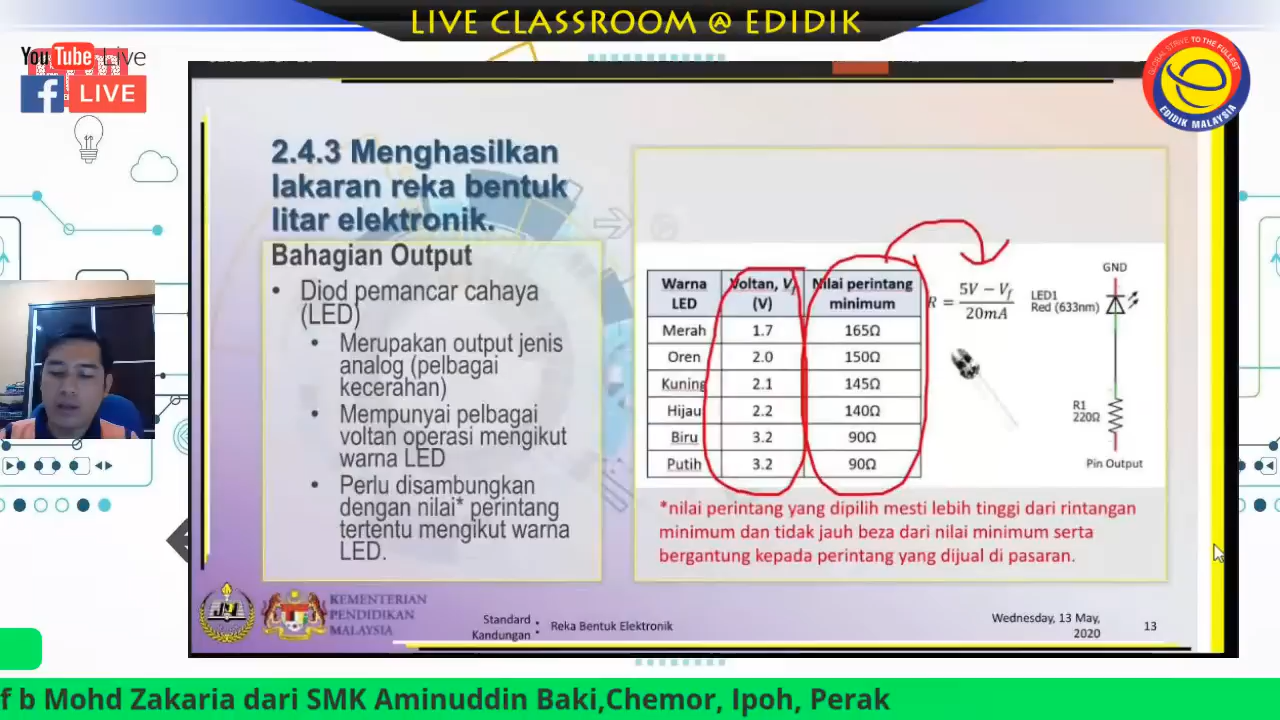 LIVE CLASSROOM @ EDIDIK
YouTube Live
f LIVE
GLOBAL STRIVE TO THE FULLEST
EDIDIK MALAYSIA
2.4.3 Menghasilkan
lakaran reka bentuk
litar elektronik.
Bahagian Output
• Diod pemancar cahaya
(LED)
• Merupakan output jenis
analog (pelbagai
kecerahan)
• Mempunyai pelbagai
voltan operasi mengikut
warna LED
• Perlu disambungkan
dengan nilai* perintang
tertentu mengikut warna
LED.
Warna LED Voltan, Vf (V) Nilai perintang minimum
Merah 1.7 165Ω
Oren 2.0 150Ω
Kuning 2.1 145Ω
Hijau 2.2 140Ω
Biru 3.2 90Ω
Putih 3.2 90Ω
R = 5V − Vf / 20mA
GND
LED1
Red (633nm)
R1
220Ω
Pin Output
*nilai perintang yang dipilih mesti lebih tinggi dari rintangan
minimum dan tidak jauh beza dari nilai minimum serta
bergantung kepada perintang yang dijual di pasaran.
KEMENTERIAN
PENDIDIKAN
MALAYSIA
Standard
Kandungan :
Reka Bentuk Elektronik
Wednesday, 13 May,
2020
13
f b Mohd Zakaria dari SMK Aminuddin Baki,Chemor, Ipoh, Perak